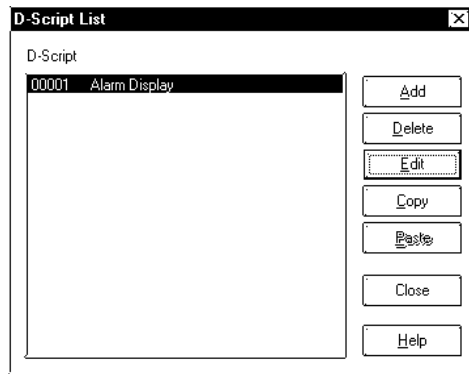 D-Script List
D-Script
00001 Alarm Display
Add
Delete
Edit
Copy
Paste
Close
Help